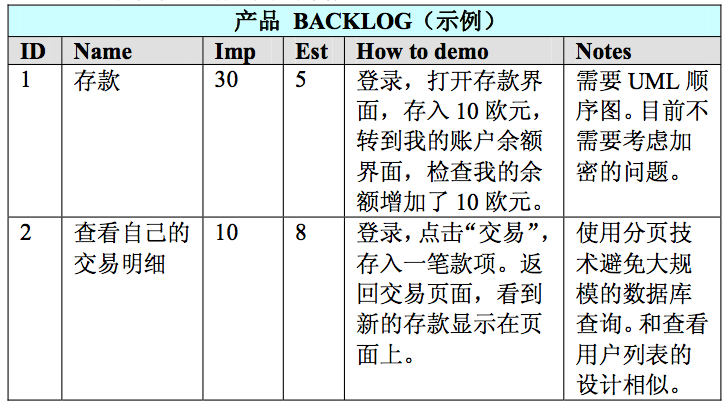 产品 BACKLOG（示例）
ID Name Imp Est How to demo Notes
1 存款 30 5 登录，打开存款界 需要 UML 顺
面，存入 10 欧元， 序图。目前不
转到我的账户余额 需要考虑加
界面，检查我的余 密的问题。
额增加了 10 欧元。
2 查看自己的 10 8 登录，点击“交易”， 使用分页技
交易明细 存入一笔款项。返 术避免大规
回交易页面，看到 模的数据库
新的存款显示在页 查询。和查看
面上。 用户列表的
设计相似。